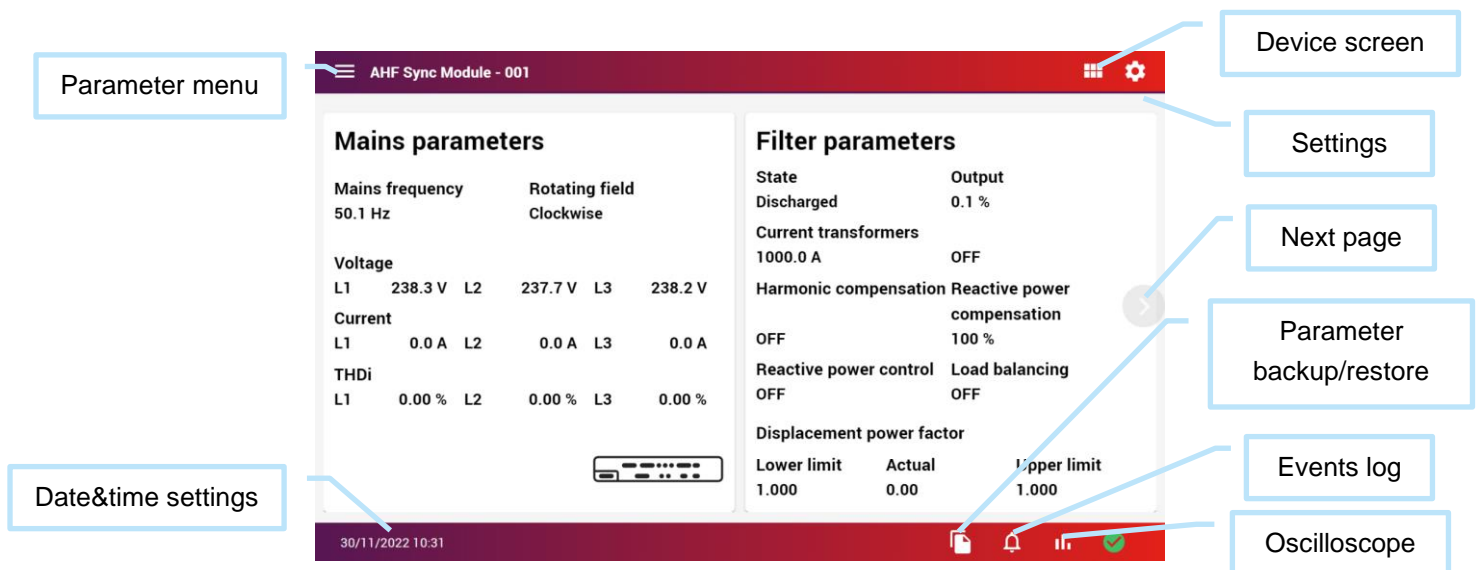 Device screen
Parameter menu
AHF Sync Module - 001
Settings
Mains parameters
Mains frequency Rotating field
50.1 Hz Clockwise
Voltage
L1 238.3 V L2 237.7 V L3 238.2 V
Current
L1 0.0 A L2 0.0 A L3 0.0 A
THDi
L1 0.00 % L2 0.00 % L3 0.00 %
Filter parameters
State Output
Discharged 0.1 %
Current transformers
1000.0 A OFF
Harmonic compensation Reactive power
compensation
OFF 100 %
Reactive power control Load balancing
OFF OFF
Displacement power factor
Lower limit Actual Upper limit
1.000 0.00 1.000
Next page
Parameter
backup/restore
Events log
Date&time settings
30/11/2022 10:31
Oscilloscope